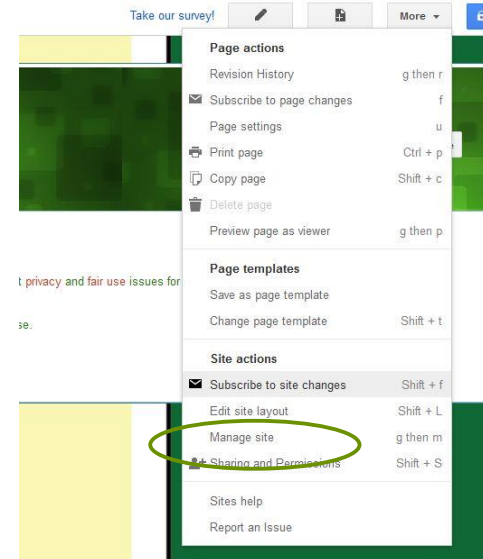 Take our survey! More
Page actions
Revision History g then r
Subscribe to page changes f
Page settings u
Print page Ctrl + p
Copy page Shift + c
Delete page
Preview page as viewer g then p
t privacy and fair use issues for
Page templates
Save as page template
se.
Change page template Shift + t
Site actions
Subscribe to site changes Shift + f
Edit site layout Shift + L
Manage site g then m
Sharing and Permissions Shift + S
Sites help
Report an Issue